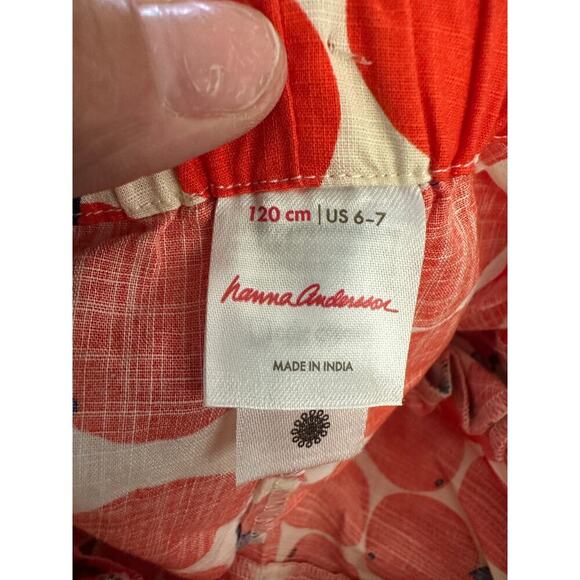 120 cm | US 6-7
hanna andersson
MADE IN INDIA